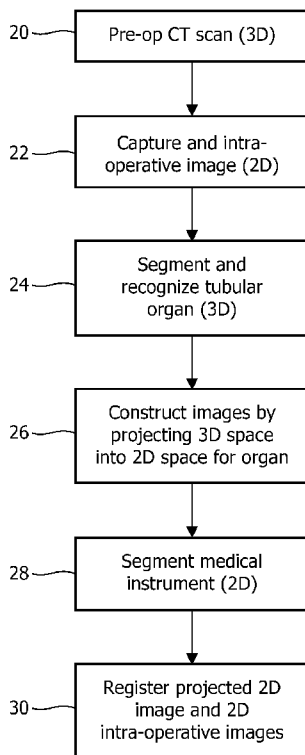 20
Pre-op CT scan (3D)
22
Capture and intra-
operative image (2D)
24
Segment and
recognize tubular
organ (3D)
26
Construct images by
projecting 3D space
into 2D space for organ
28
Segment medical
instrument (2D)
30
Register projected 2D
image and 2D
intra-operative images